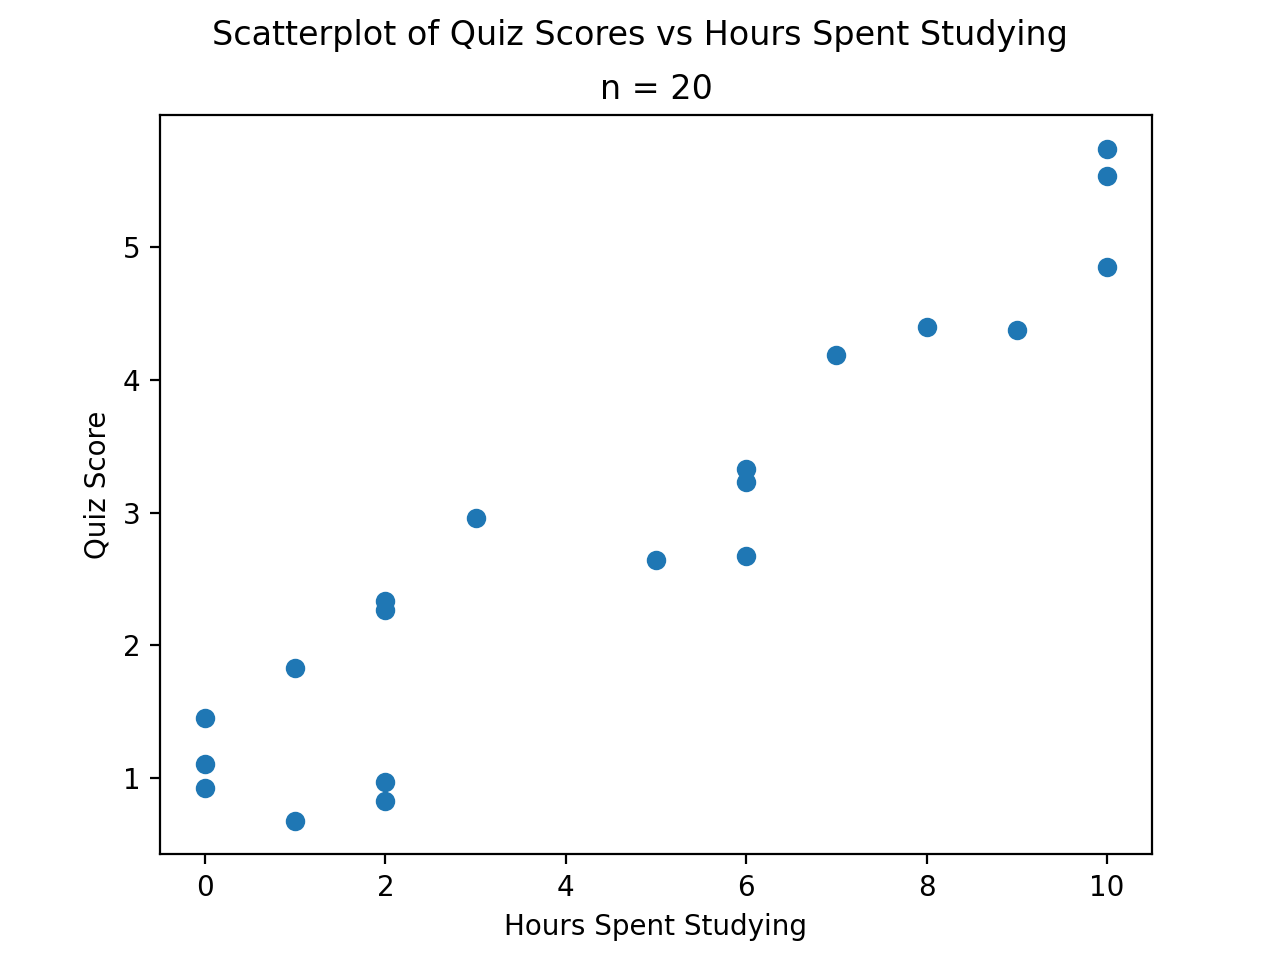 Scatterplot of Quiz Scores vs Hours Spent Studying
n = 20
5
4
3
2
1
Quiz Score
0 2 4 6 8 10
Hours Spent Studying